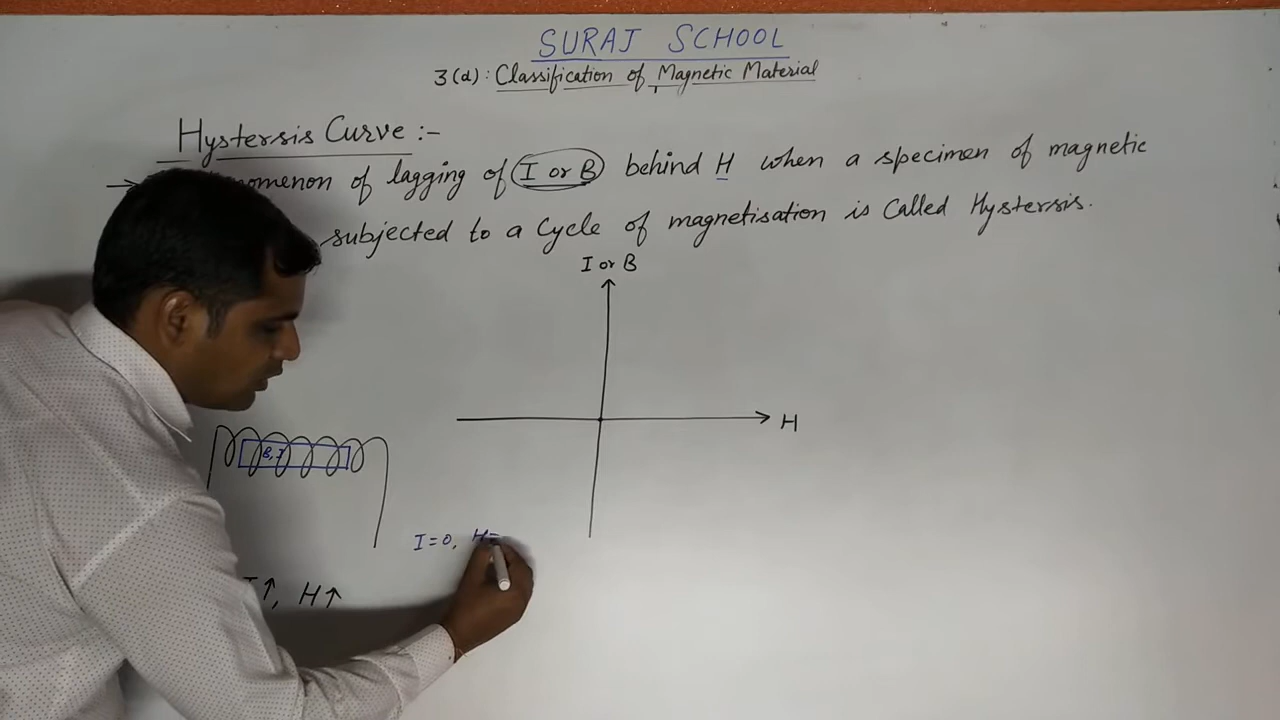 SURAJ SCHOOL
3(d): Classification of Magnetic Material
Hystersis Curve :-
→ of lagging of I or B behind H when a specimen of magnetic
subjected to a Cycle of magnetisation is Called Hystersis.
I or B
H
B, I
I=0, H=
↑, H↑